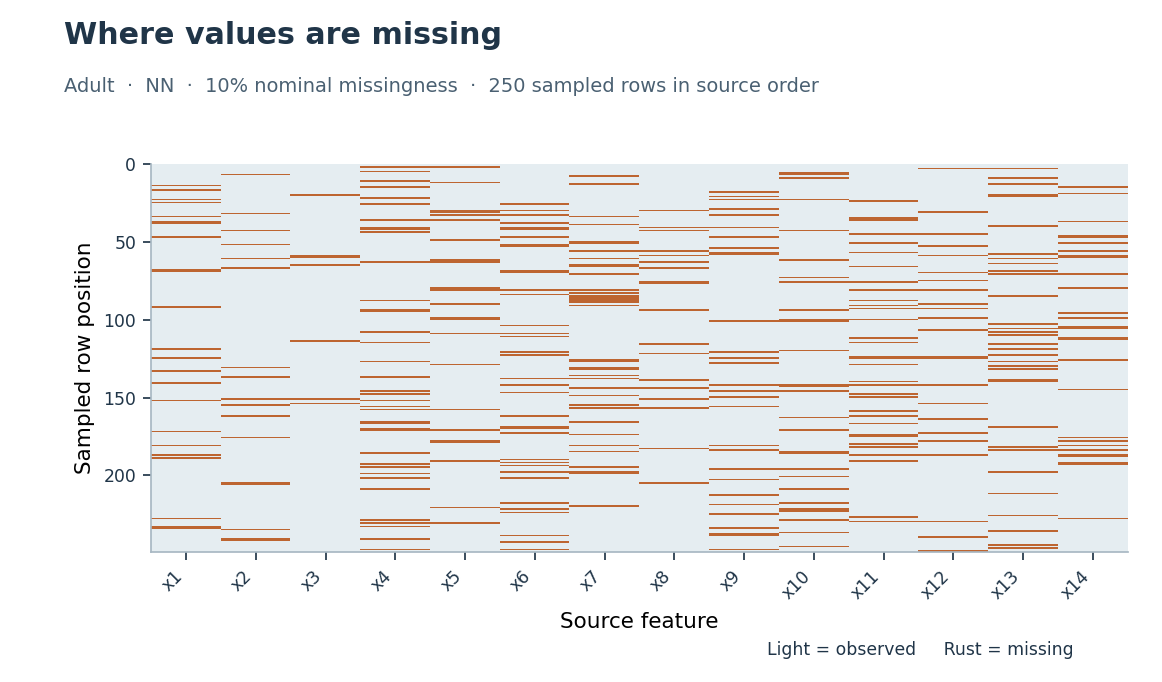 Where values are missing
Adult · NN · 10% nominal missingness · 250 sampled rows in source order
0
50
100
150
200
Sampled row position
x1
x2
x3
x4
x5
x6
x7
x8
x9
x10
x11
x12
x13
x14
Source feature
Light = observed Rust = missing